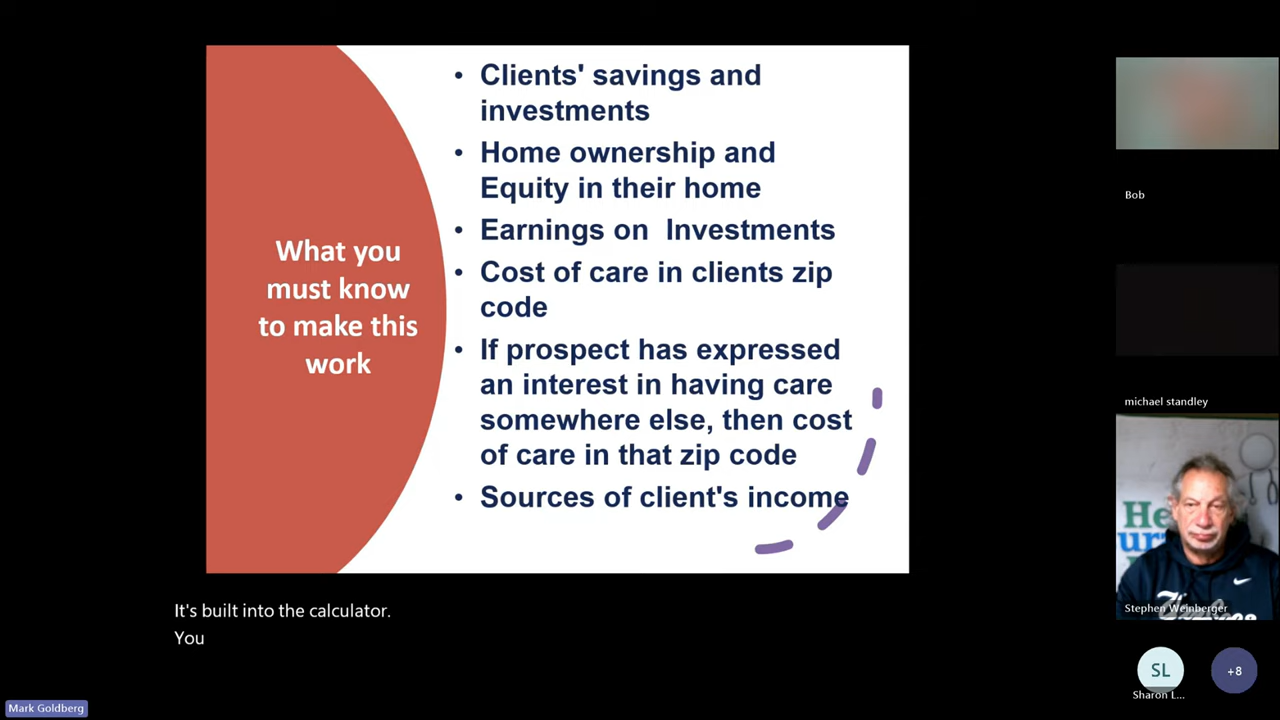 What you
must know
to make this
work
• Clients' savings and
investments
• Home ownership and
Equity in their home
• Earnings on  Investments
• Cost of care in clients zip
code
• If prospect has expressed
an interest in having care
somewhere else, then cost
of care in that zip code
• Sources of client's income
It's built into the calculator.
You
Mark Goldberg
Bob
michael standley
Stephen Weinberger
SL
Sharon L...
+8